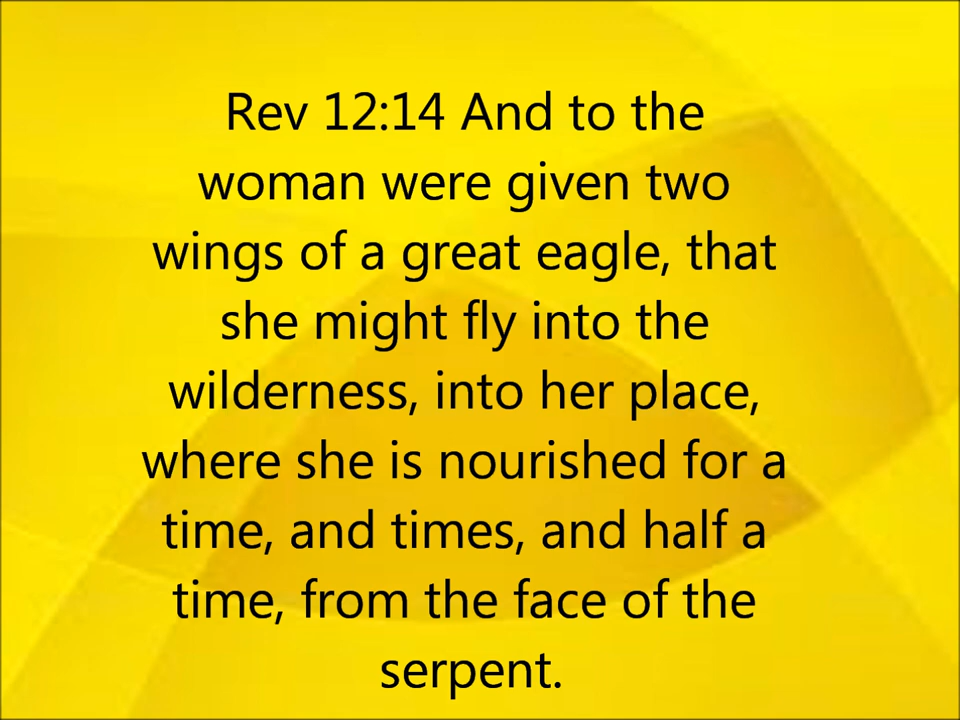 Rev 12:14 And to the
woman were given two
wings of a great eagle, that
she might fly into the
wilderness, into her place,
where she is nourished for a
time, and times, and half a
time, from the face of the
serpent.